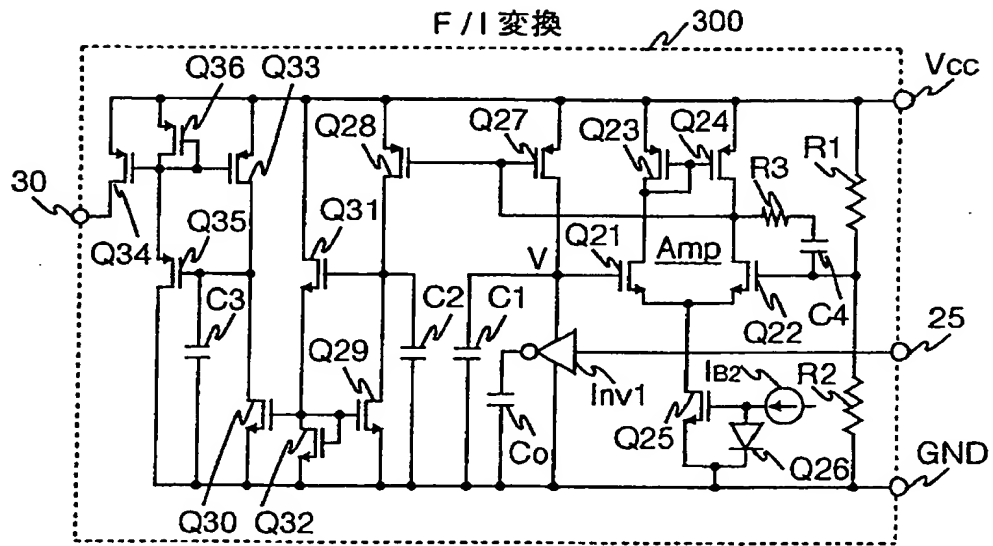 F/I 変換
300
Q36
Q33
Vcc
Q28
Q27
Q23
Q24
R1
R3
30
Q31
Q34
Q35
V
Q21
Amp
C3
C2
C1
Q22
C4
25
Q29
Inv1
IB2
R2
Co
Q25
Q26
GND
Q30
Q32